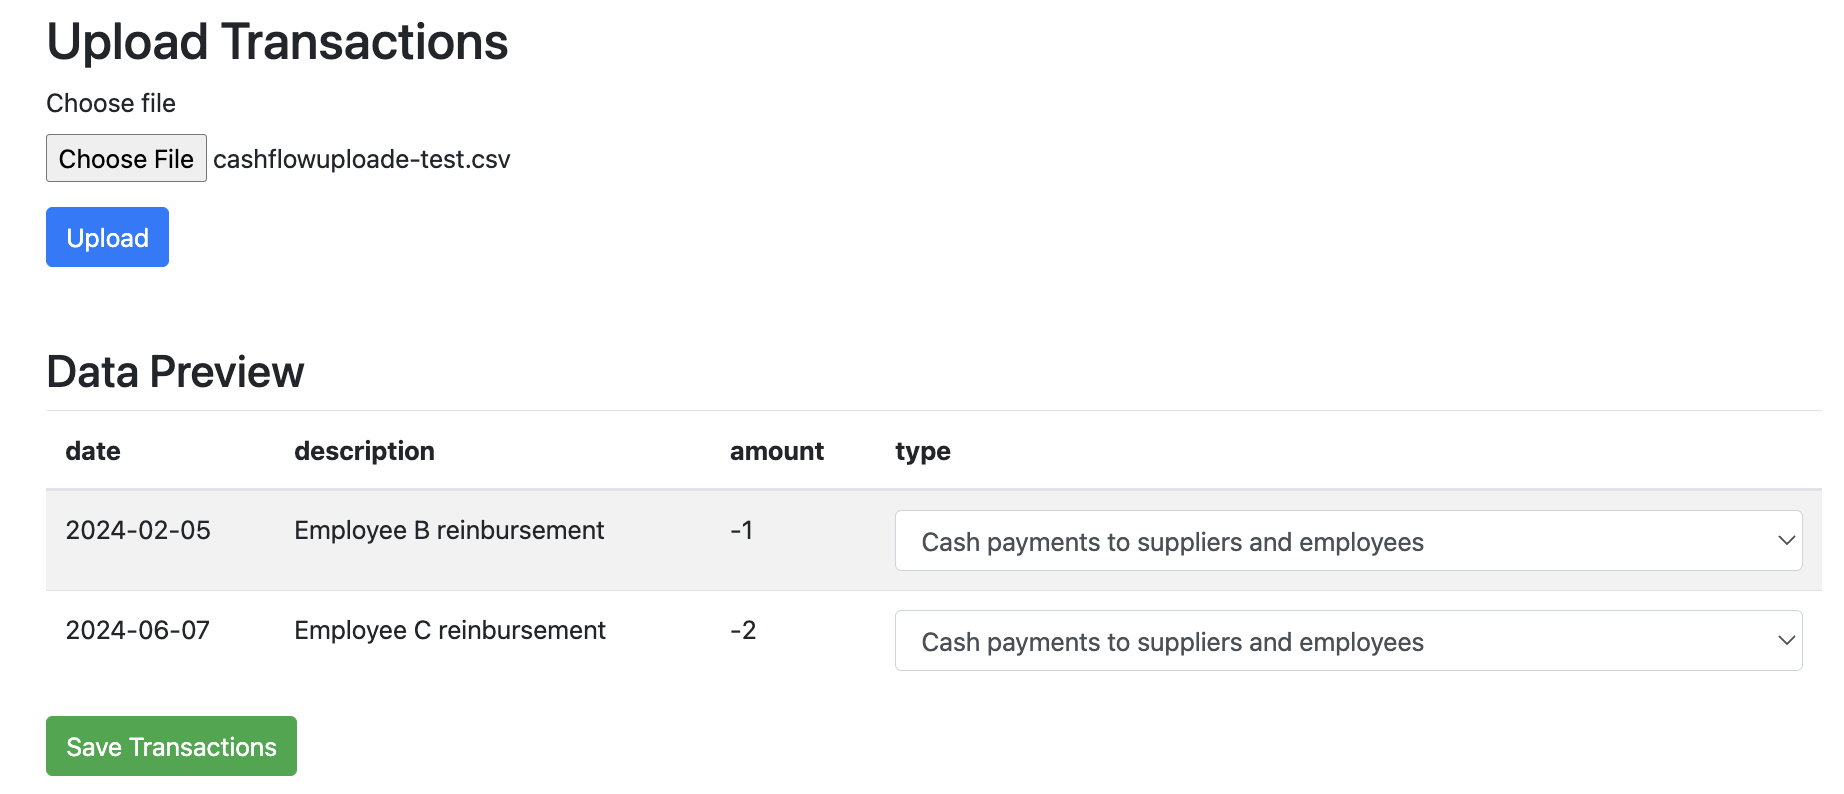 Upload Transactions
Choose file
Choose File cashflowuploade-test.csv
Upload
Data Preview
date description amount type
2024-02-05 Employee B reinbursement -1 Cash payments to suppliers and employees
2024-06-07 Employee C reinbursement -2 Cash payments to suppliers and employees
Save Transactions